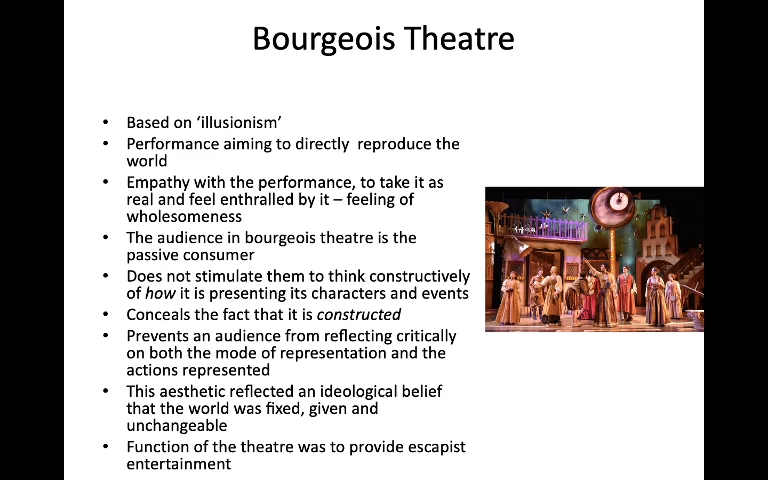 Bourgeois Theatre
• Based on ‘illusionism’
• Performance aiming to directly  reproduce the
world
• Empathy with the performance, to take it as
real and feel enthralled by it – feeling of
wholesomeness
• The audience in bourgeois theatre is the
passive consumer
• Does not stimulate them to think constructively
of how it is presenting its characters and events
• Conceals the fact that it is constructed
• Prevents an audience from reflecting critically
on both the mode of representation and the
actions represented
• This aesthetic reflected an ideological belief
that the world was fixed, given and
unchangeable
• Function of the theatre was to provide escapist
entertainment